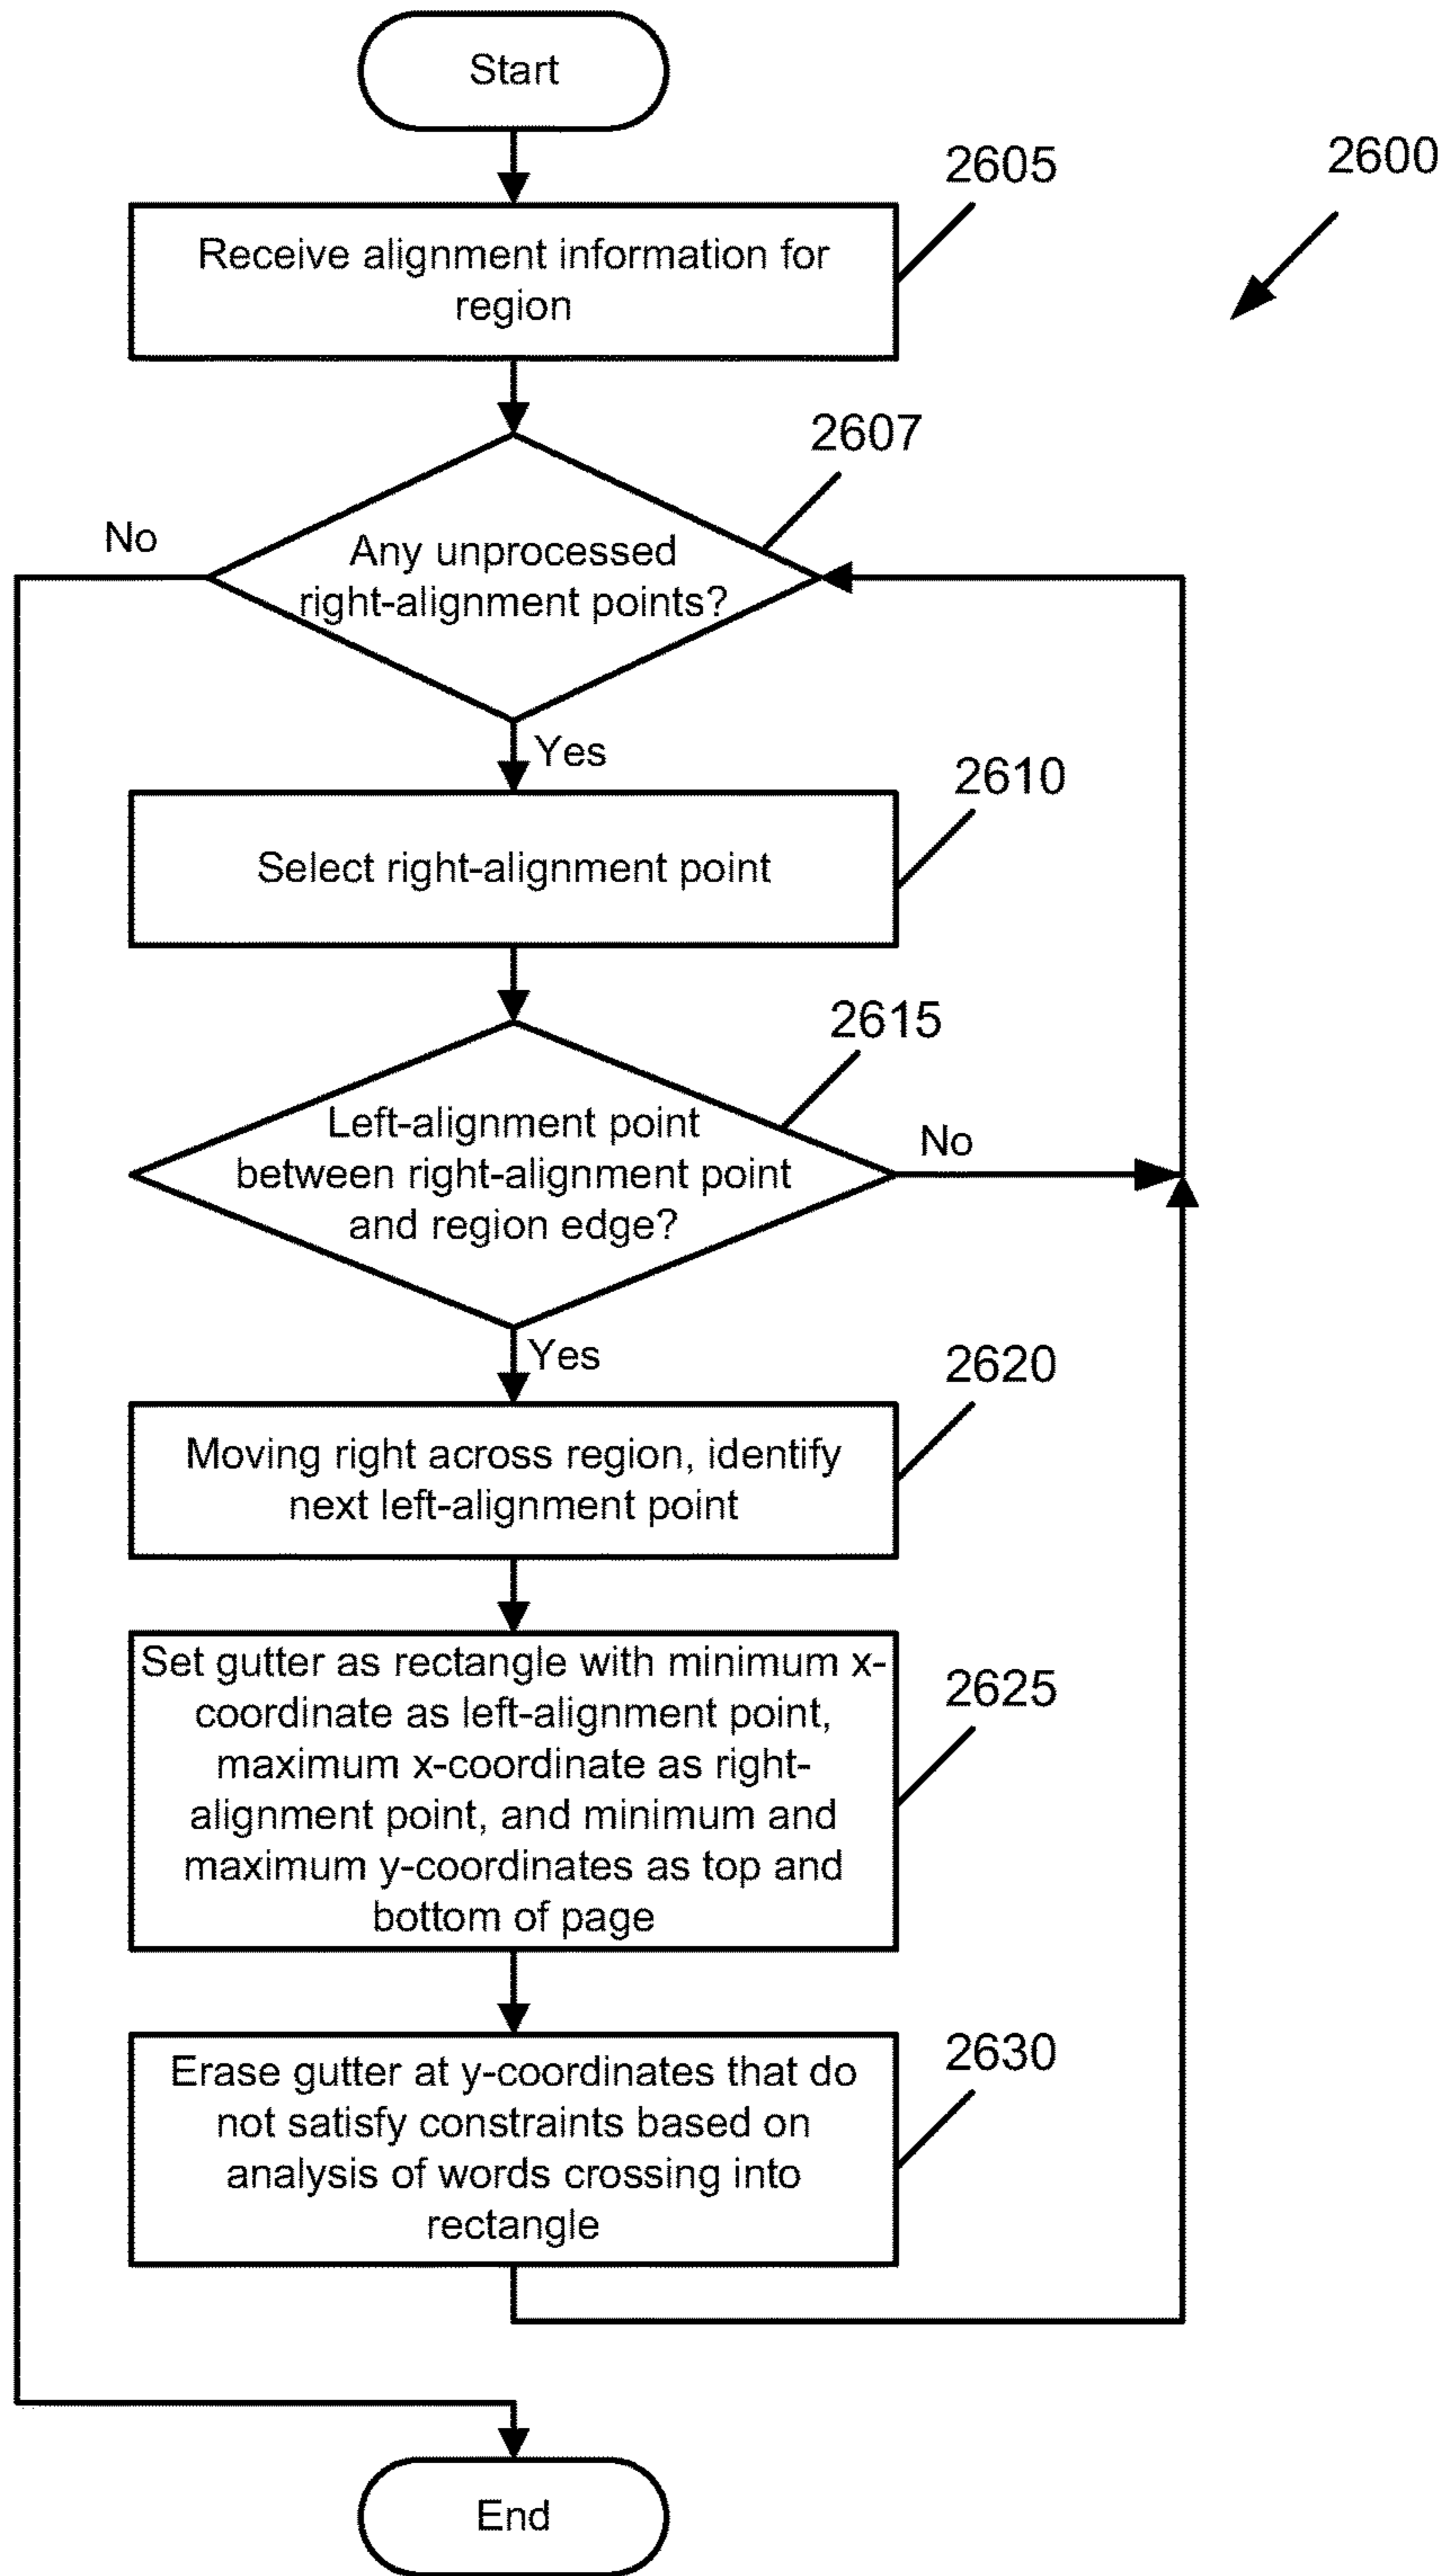 Start
2600
2605
Receive alignment information for
region
2607
No
Any unprocessed
right-alignment points?
Yes
2610
Select right-alignment point
2615
Left-alignment point
between right-alignment point
and region edge?
No
Yes
2620
Moving right across region, identify
next left-alignment point
2625
Set gutter as rectangle with minimum x-
coordinate as left-alignment point,
maximum x-coordinate as right-
alignment point, and minimum and
maximum y-coordinates as top and
bottom of page
2630
Erase gutter at y-coordinates that do
not satisfy constraints based on
analysis of words crossing into
rectangle
End